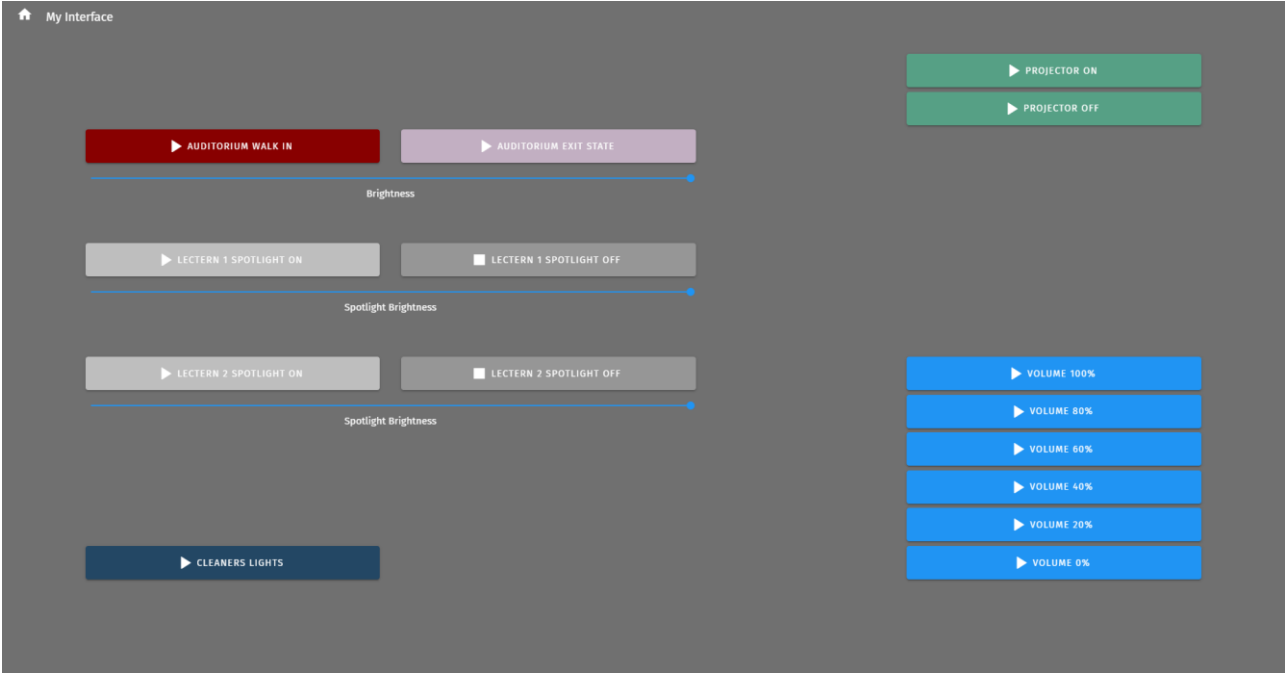 My Interface
PROJECTOR ON
PROJECTOR OFF
AUDITORIUM WALK IN
AUDITORIUM EXIT STATE
Brightness
LECTERN 1 SPOTLIGHT ON
LECTERN 1 SPOTLIGHT OFF
Spotlight Brightness
LECTERN 2 SPOTLIGHT ON
LECTERN 2 SPOTLIGHT OFF
Spotlight Brightness
CLEANERS LIGHTS
VOLUME 100%
VOLUME 80%
VOLUME 60%
VOLUME 40%
VOLUME 20%
VOLUME 0%